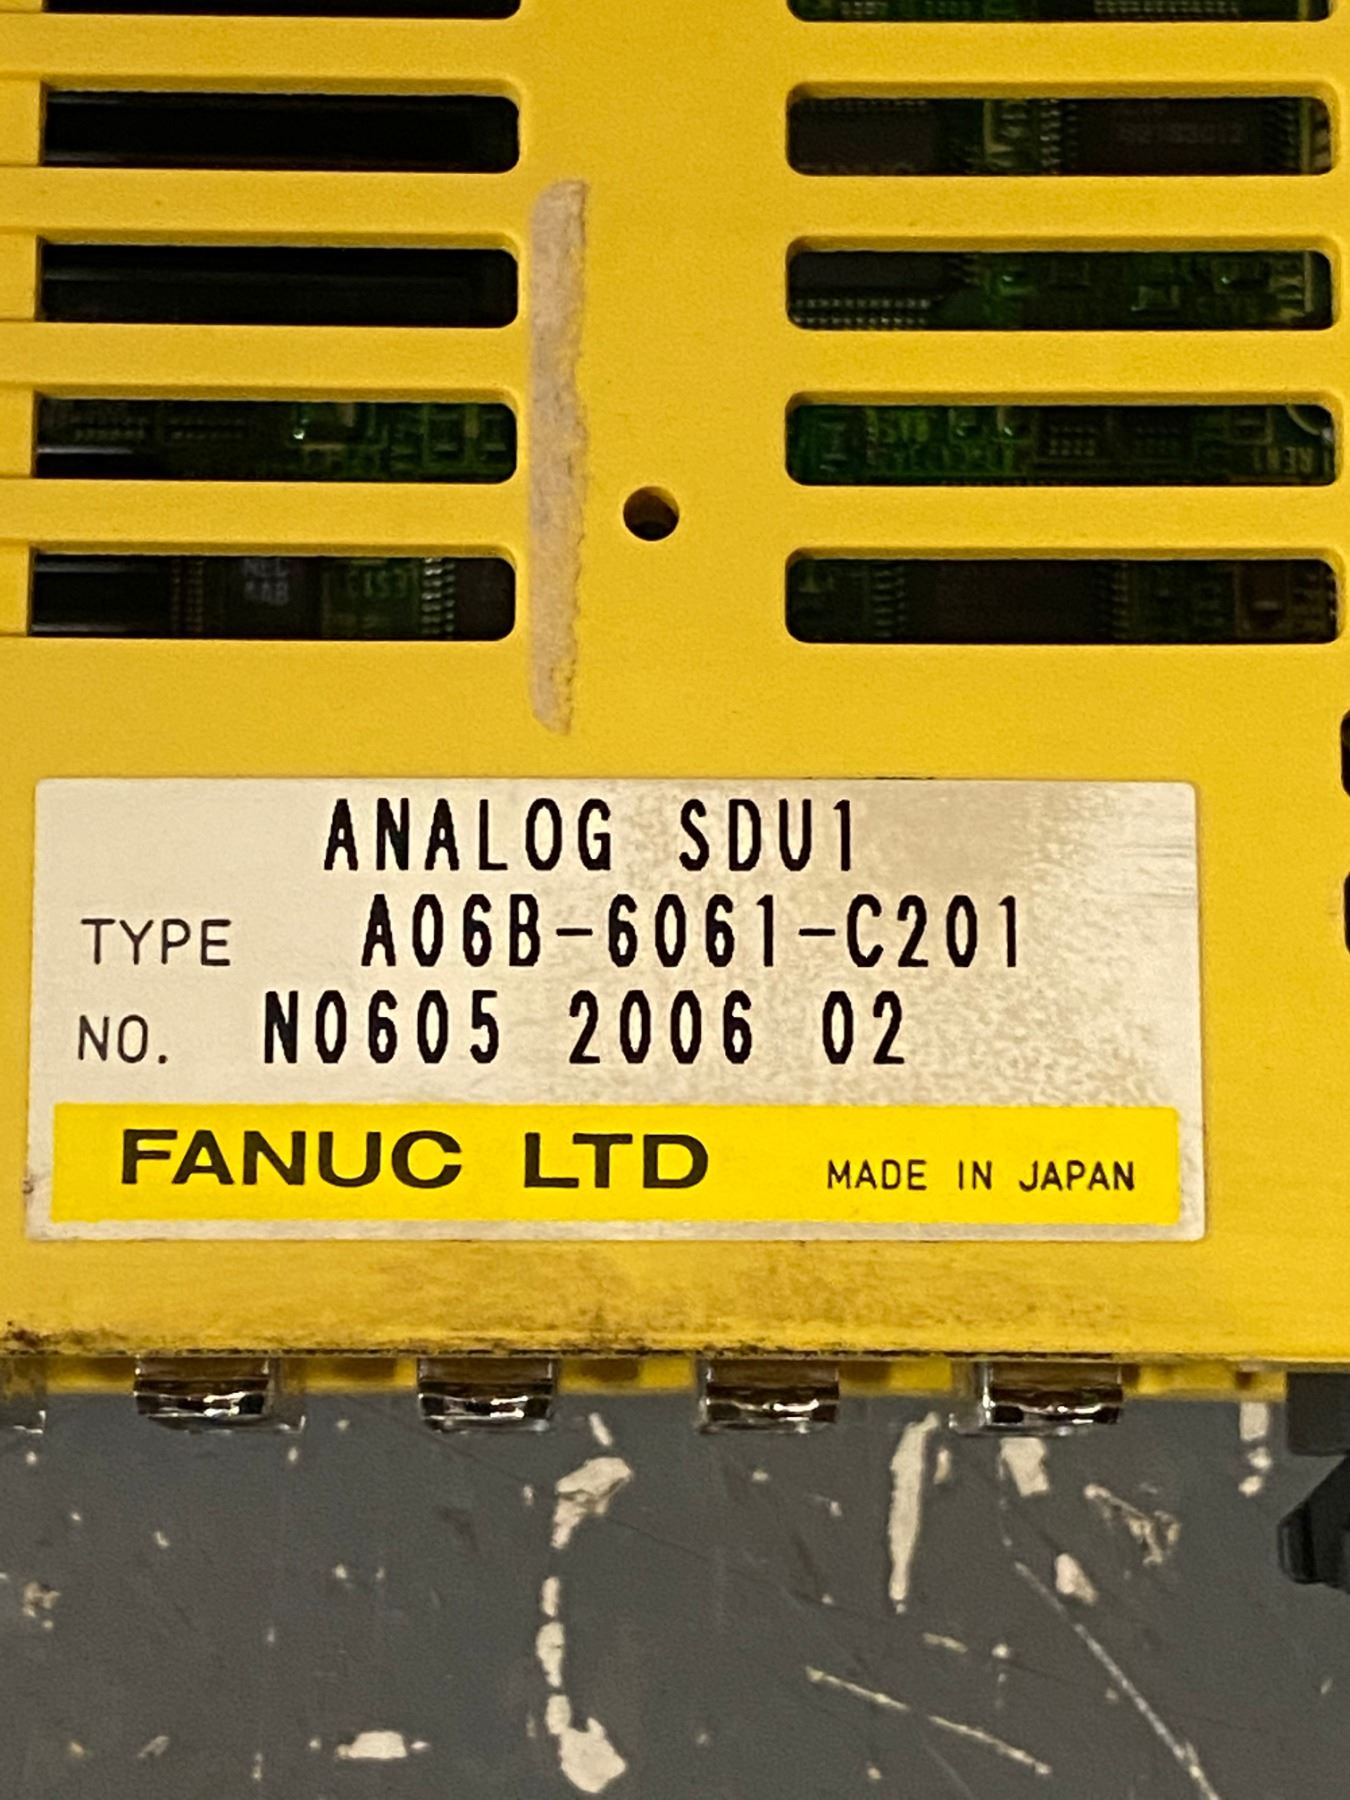 ANALOG SDU1
TYPE A06B-6061-C201
NO. N0605 2006 02
FANUC LTD MADE IN JAPAN